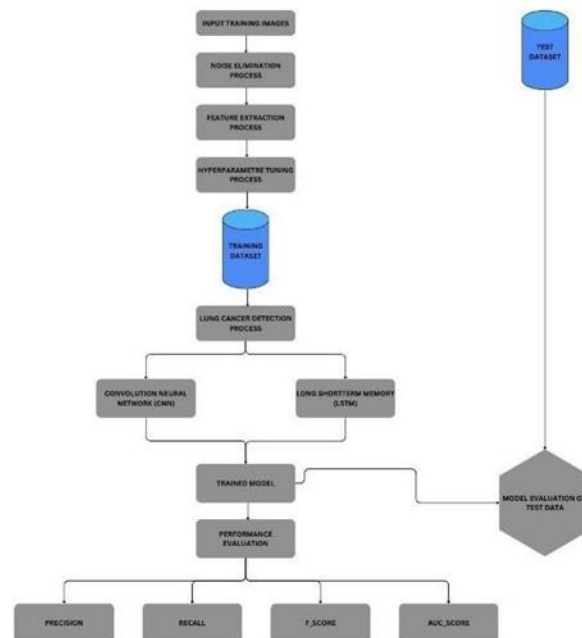 INPUT TRAINING IMAGES
NOISE ELIMINATION
PROCESS
FEATURE EXTRACTION
PROCESS
HYPERPARAMETRE TUNING
PROCESS
TRAINING
DATASET
LUNG CANCER DETECTION
PROCESS
CONVOLUTION NEURAL
NETWORK (CNN)
LONG SHORTTERM MEMORY
(LSTM)
TRAINED MODEL
PERFORMANCE
EVALUATION
PRECISION
RECALL
F_SCORE
AUC_SCORE
TEST
DATASET
MODEL EVALUATION O
TEST DATA